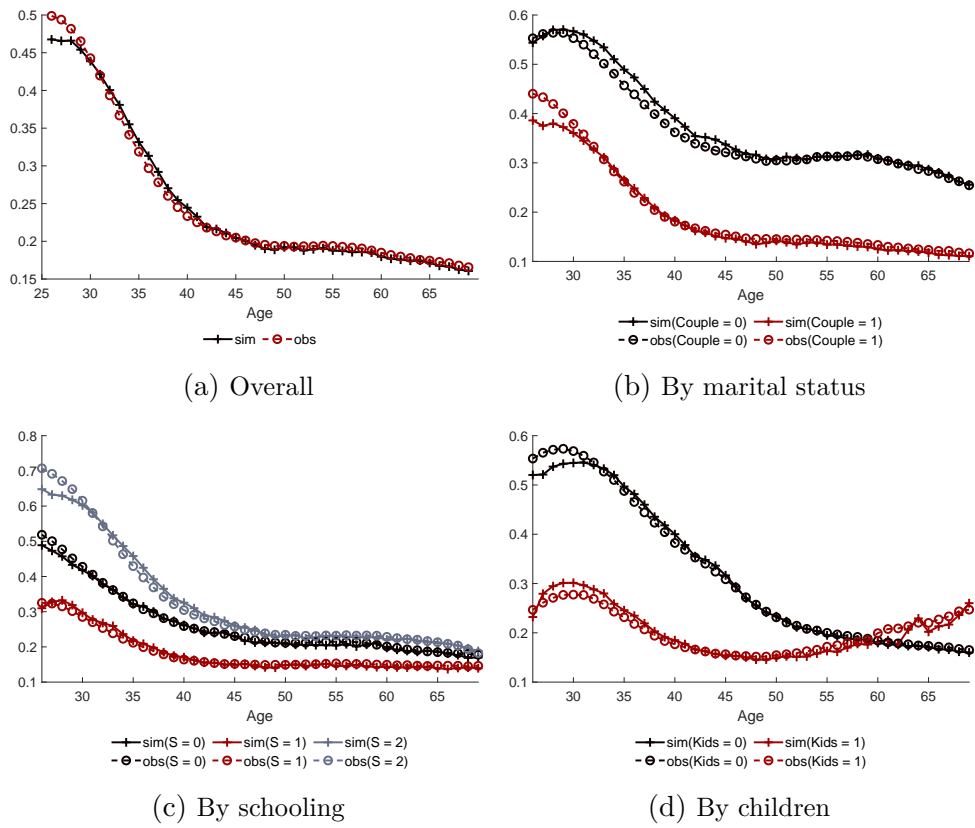 0.5
0.45
0.4
0.35
0.3
0.25
0.2
0.15
25 30 35 40 45 50 55 60 65
Age
sim obs
(a) Overall
0.6
0.5
0.4
0.3
0.2
0.1
30 35 40 45 50 55 60 65
Age
sim(Couple = 0) sim(Couple = 1)
obs(Couple = 0) obs(Couple = 1)
(b) By marital status
0.8
0.7
0.6
0.5
0.4
0.3
0.2
0.1
30 35 40 45 50 55 60 65
Age
sim(S = 0) sim(S = 1) sim(S = 2)
obs(S = 0) obs(S = 1) obs(S = 2)
(c) By schooling
0.6
0.5
0.4
0.3
0.2
0.1
30 35 40 45 50 55 60 65
Age
sim(Kids = 0) sim(Kids = 1)
obs(Kids = 0) obs(Kids = 1)
(d) By children